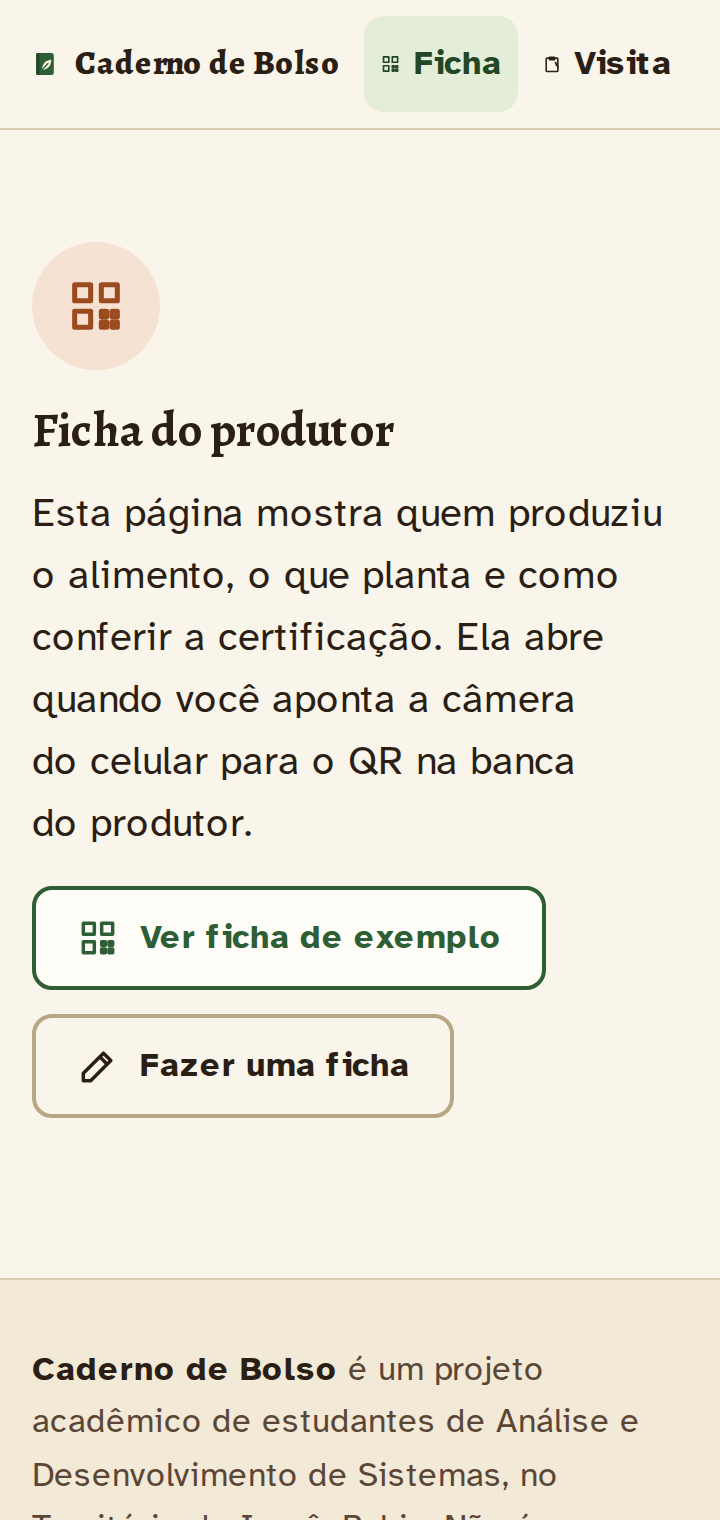 Caderno de Bolso Ficha Visita
Ficha do produtor
Esta página mostra quem produziu
o alimento, o que planta e como
conferir a certificação. Ela abre
quando você aponta a câmera
do celular para o QR na banca
do produtor.
Ver ficha de exemplo
Fazer uma ficha
Caderno de Bolso é um projeto
acadêmico de estudantes de Análise e
Desenvolvimento de Sistemas, no